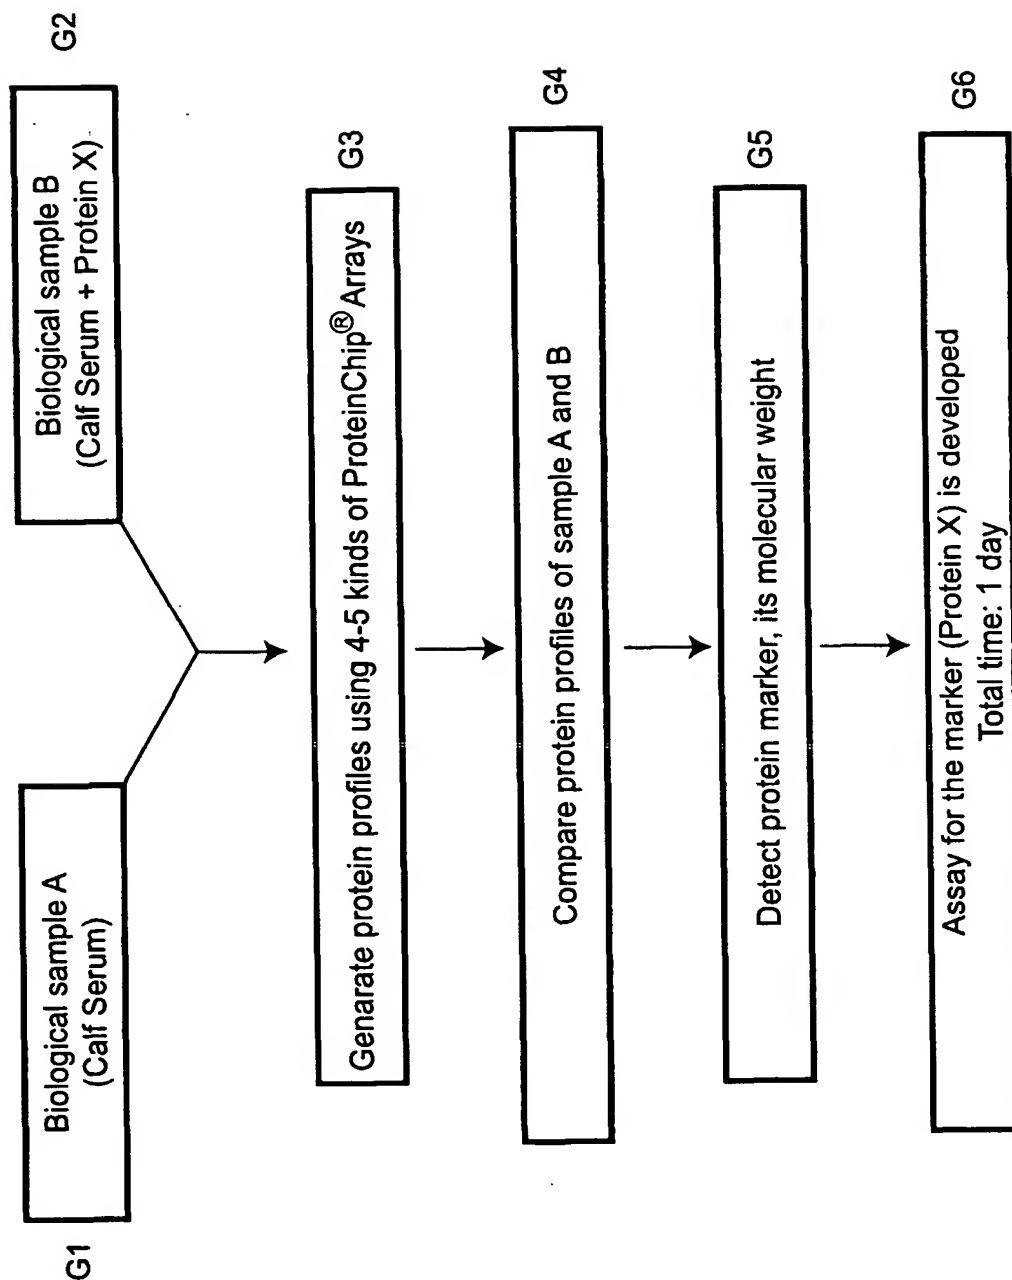 G1
Biological sample A
(Calf Serum)
Biological sample B
(Calf Serum + Protein X)
G2
Genarate protein profiles using 4-5 kinds of ProteinChip® Arrays
G3
Compare protein profiles of sample A and B
G4
Detect protein marker, its molecular weight
G5
Assay for the marker (Protein X) is developed
Total time: 1 day
G6